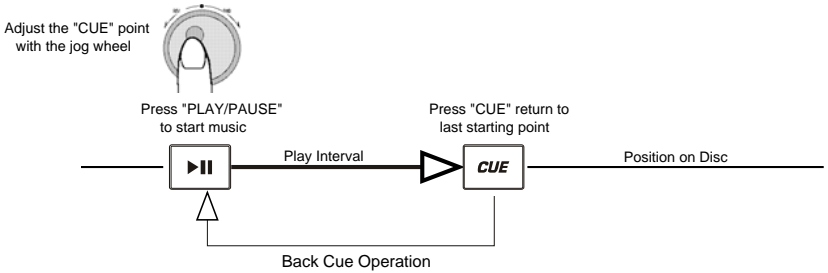 Adjust the "CUE" point
with the jog wheel
Press "PLAY/PAUSE"
to start music
Press "CUE" return to
last starting point
Play Interval
CUE
Position on Disc
Back Cue Operation